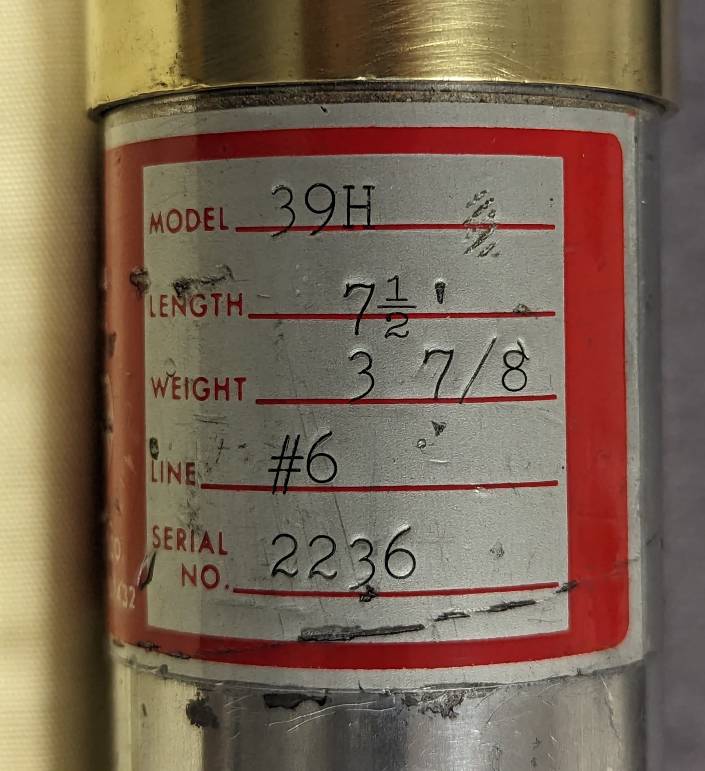 MODEL 39H
LENGTH 7½'
WEIGHT 3 7/8
LINE #6
SERIAL
NO. 2236